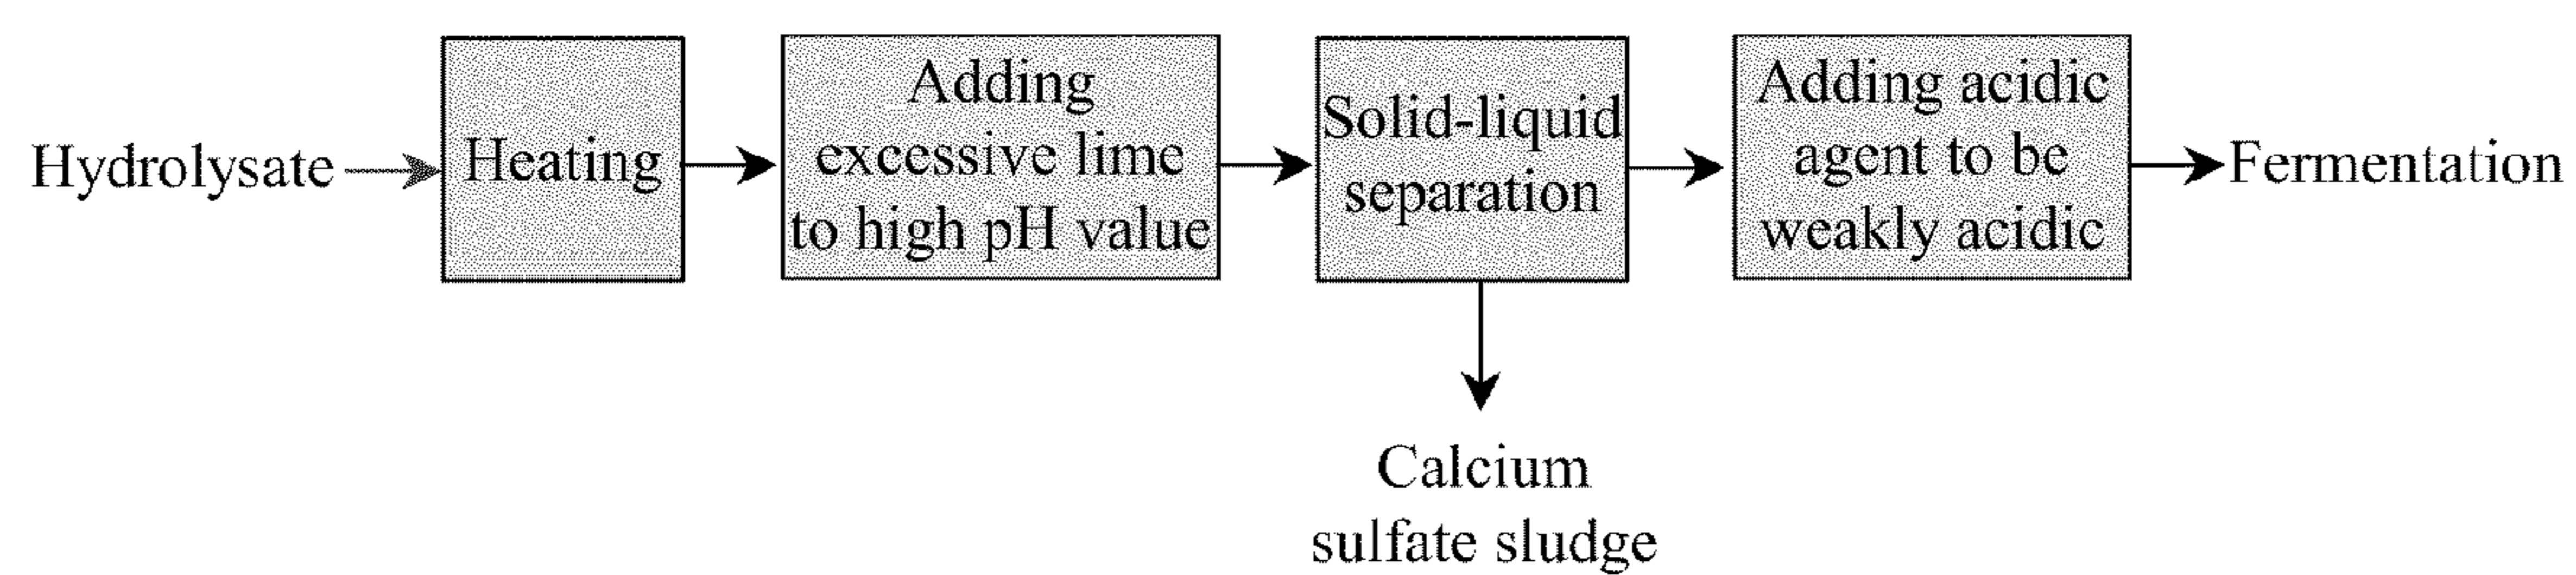 Hydrolysate
Heating
Adding
excessive lime
to high pH value
Solid-liquid
separation
Adding acidic
agent to be
weakly acidic
Fermentation
Calcium
sulfate sludge